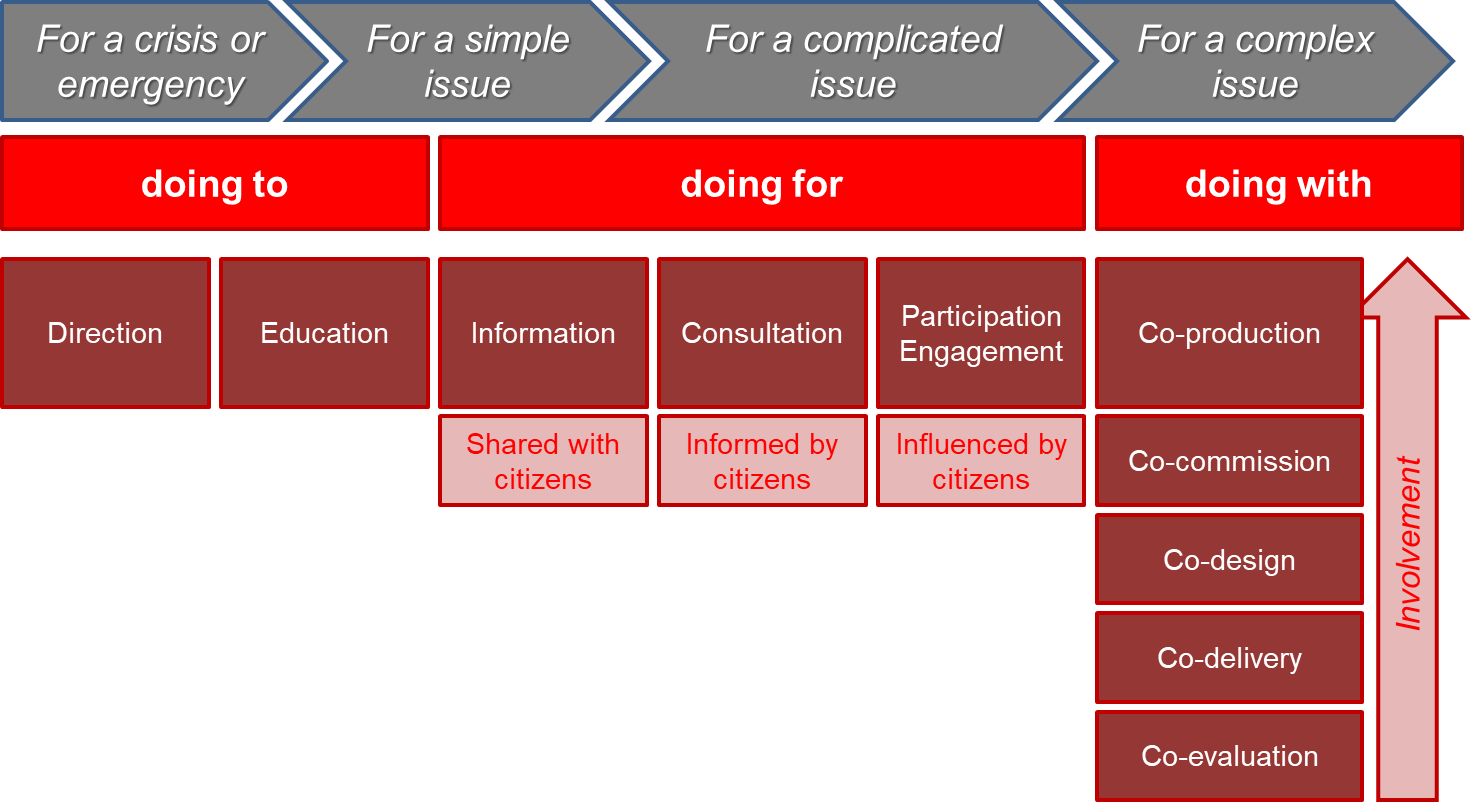 For a crisis or
emergency
For a simple
issue
For a complicated
issue
For a complex
issue
doing to
doing for
doing with
Direction
Education
Information
Consultation
Participation
Engagement
Co-production
Shared with
citizens
Informed by
citizens
Influenced by
citizens
Co-commission
Co-design
Co-delivery
Co-evaluation
Involvement